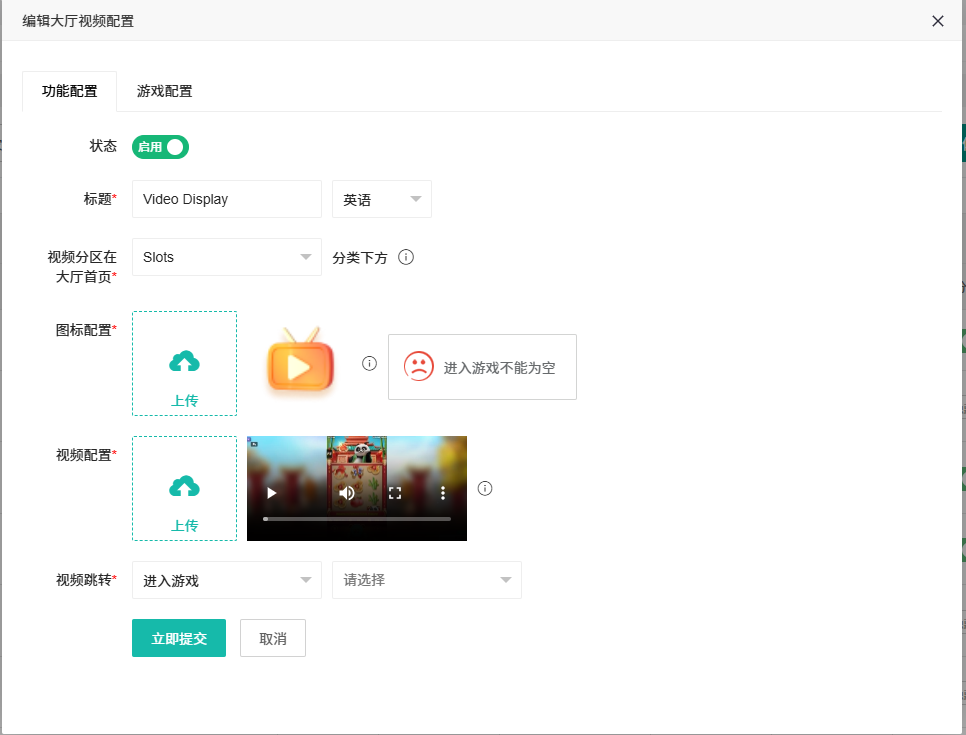 编辑大厅视频配置
功能配置
游戏配置
状态
启用
标题*
Video Display
英语
视频分区在
大厅首页*
Slots
分类下方
图标配置*
上传
进入游戏不能为空
视频配置*
上传
视频跳转*
进入游戏
请选择
立即提交
取消